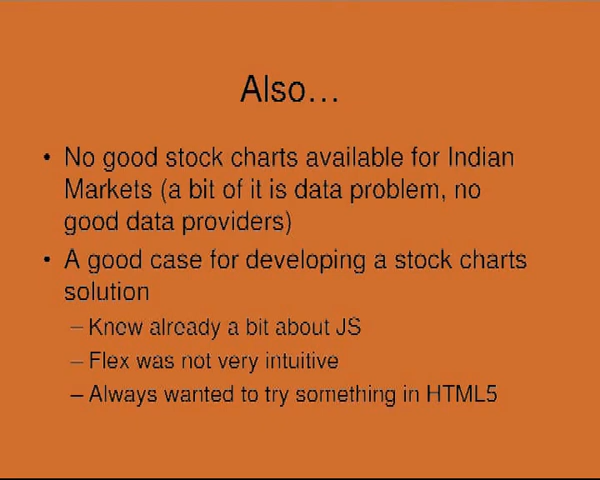 Also…
• No good stock charts available for Indian
Markets (a bit of it is data problem, no
good data providers)
• A good case for developing a stock charts
solution
– Knew already a bit about JS
– Flex was not very intuitive
– Always wanted to try something in HTML5